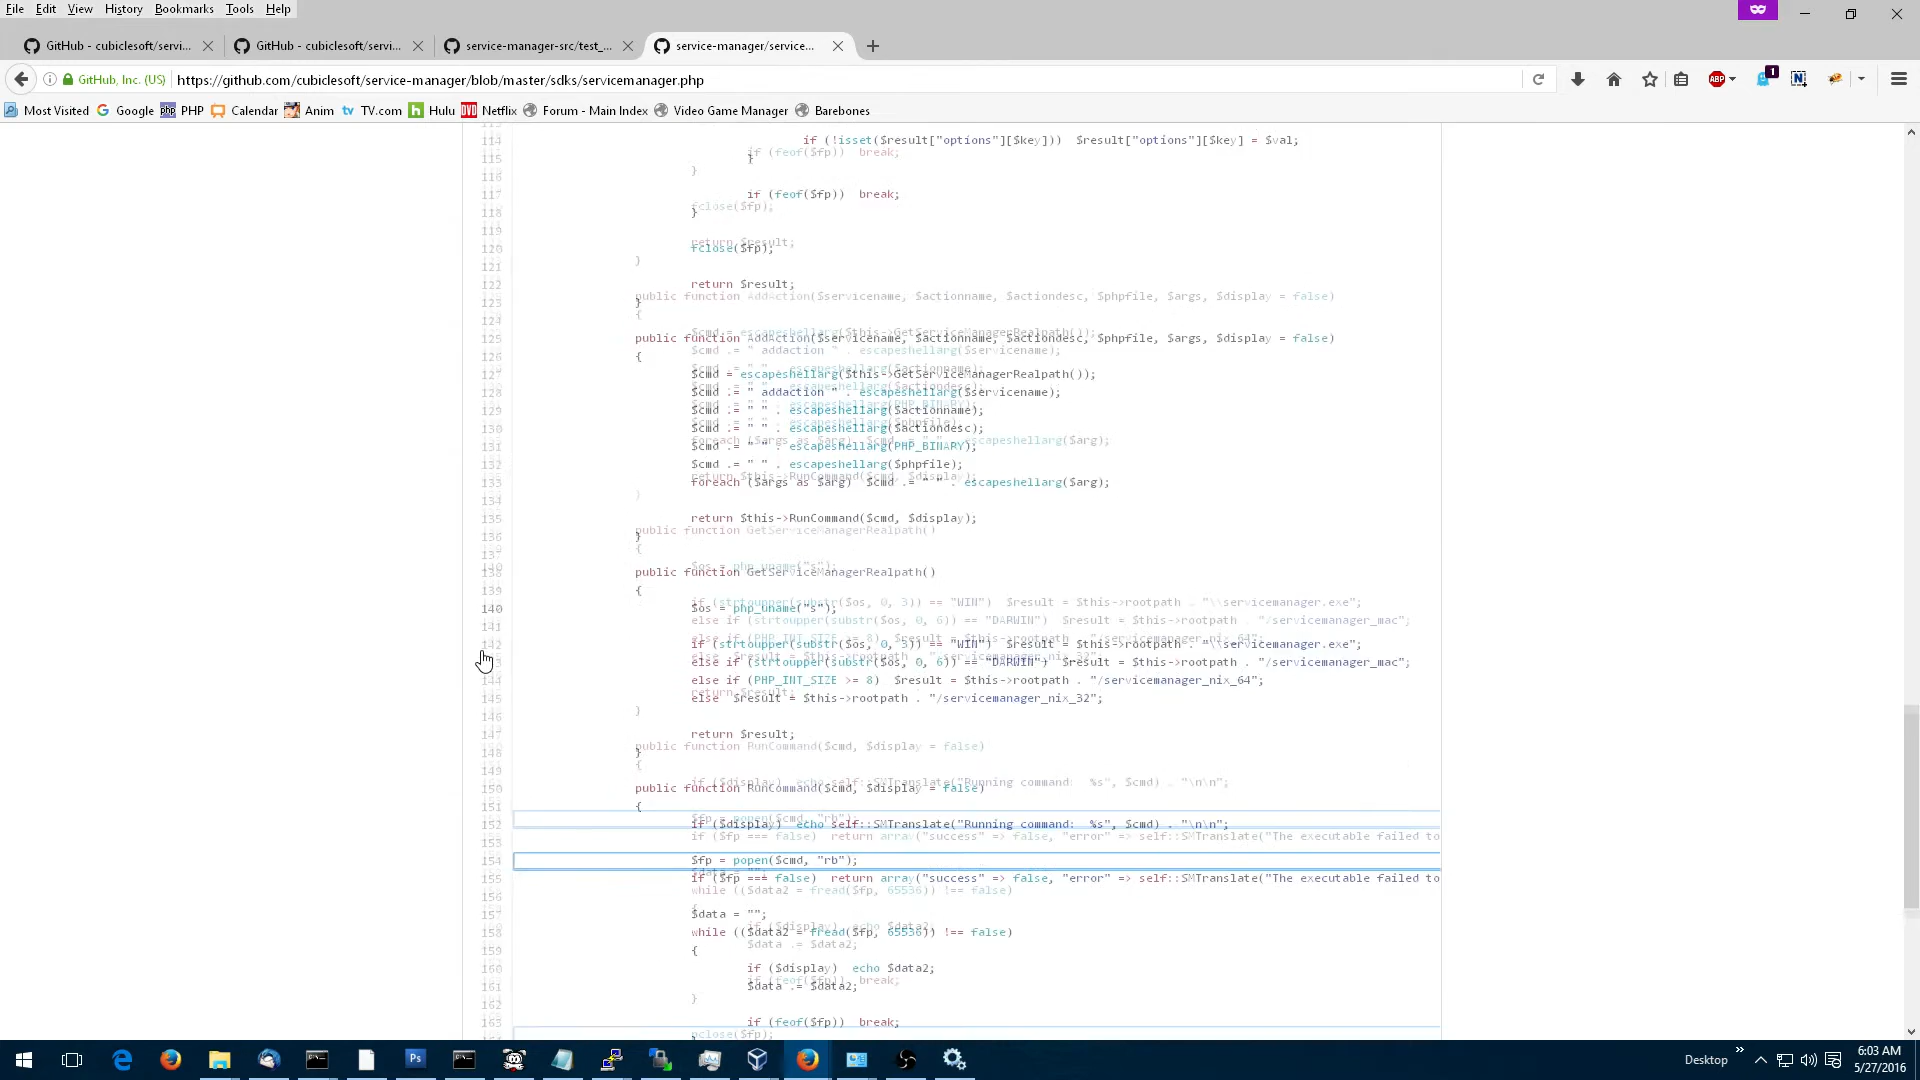 File Edit View History Bookmarks Tools Help
GitHub - cubiclesoft/servi... GitHub - cubiclesoft/servi... service-manager-src/test_... service-manager/service...
GitHub, Inc. (US) https://github.com/cubiclesoft/service-manager/blob/master/sdks/servicemanager.php ABP 1
Most Visited Google PHP Calendar Anim tv TV.com Hulu DVD Netflix Forum - Main Index Video Game Manager Barebones
114 if (!isset($result["options"][$key])) $result["options"][$key] = $val;
115 }
116 }
117 if (feof($fp)) break;
118 }
119
120 fclose($fp);
121
122 return $result;
123 }
124
125 public function AddAction($servicename, $actionname, $actiondesc, $phpfile, $args, $display = false)
126 {
127 $cmd = escapeshellarg($this->GetServiceManagerRealpath());
128 $cmd .= " addaction " . escapeshellarg($servicename);
129 $cmd .= " " . escapeshellarg($actionname);
130 $cmd .= " " . escapeshellarg($actiondesc);
131 $cmd .= " " . escapeshellarg(PHP_BINARY);
132 $cmd .= " " . escapeshellarg($phpfile);
133 foreach ($args as $arg) $cmd .= " " . escapeshellarg($arg);
134
135 return $this->RunCommand($cmd, $display);
136 }
137
138 public function GetServiceManagerRealpath()
139 {
140 $os = php_uname("s");
141
142 if (strtoupper(substr($os, 0, 3)) == "WIN") $result = $this->rootpath . "\\servicemanager.exe";
143 else if (strtoupper(substr($os, 0, 6)) == "DARWIN") $result = $this->rootpath . "/servicemanager_mac";
144 else if (PHP_INT_SIZE >= 8) $result = $this->rootpath . "/servicemanager_nix_64";
145 else $result = $this->rootpath . "/servicemanager_nix_32";
146
147 return $result;
148 }
149
150 public function RunCommand($cmd, $display = false)
151 {
152 if ($display) echo self::SMTranslate("Running command: %s", $cmd) . "\n\n";
153
154 $fp = popen($cmd, "rb");
155 if ($fp === false) return array("success" => false, "error" => self::SMTranslate("The executable failed to
156
157 $data = "";
158 while (($data2 = fread($fp, 65536)) !== false)
159 {
160 if ($display) echo $data2;
161 $data .= $data2;
162
163 if (feof($fp)) break;
Ps Desktop 6:03 AM
5/27/2016